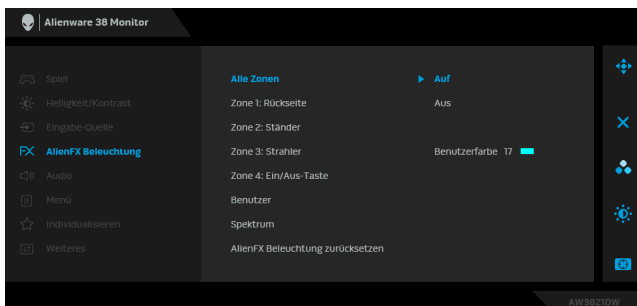 Alienware 38 Monitor
Spiel
Alle Zonen Auf
Helligkeit/Kontrast
Zone 1: Rückseite Aus
Eingabe-Quelle
Zone 2: Ständer
FX AlienFX Beleuchtung
Zone 3: Strahler Benutzerfarbe 17
Audio
Zone 4: Ein/Aus-Taste
Menü
Benutzer
Individualisieren
Spektrum
Weiteres
AlienFX Beleuchtung zurücksetzen
AW3821DW